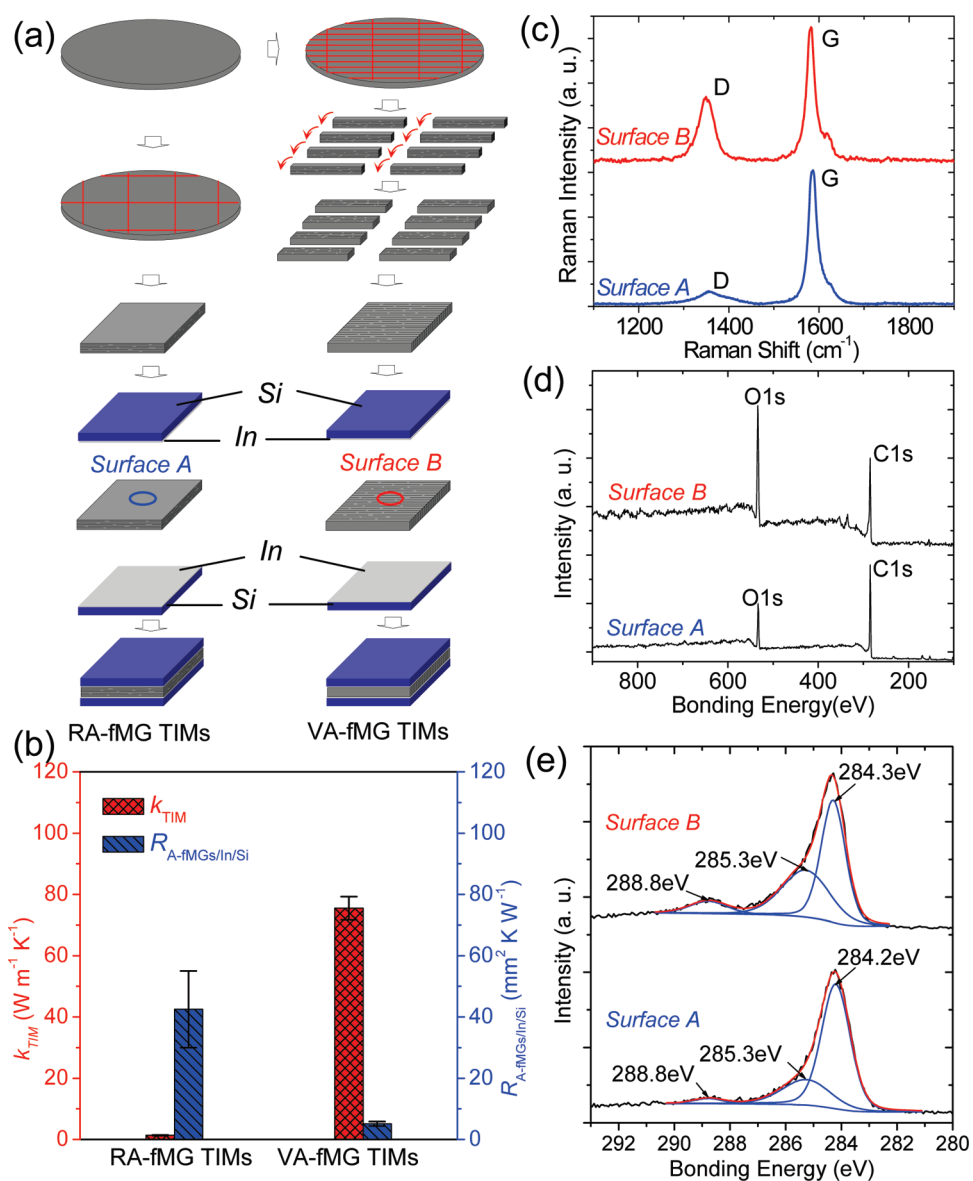 (a)
Si
In
Surface A
Surface B
In
Si
RA-fMG TIMs
VA-fMG TIMs
(b)
120
100
80
60
40
20
0
k_TIM (W m⁻¹ K⁻¹)
k_TIM
R_A-fMGs/In/Si
120
100
80
60
40
20
0
R_A-fMGs/In/Si (mm² K W⁻¹)
RA-fMG TIMs
VA-fMG TIMs
(c)
Raman Intensity (a. u.)
G
D
Surface B
G
D
Surface A
1200
1400
1600
1800
Raman Shift (cm⁻¹)
(d)
Intensity (a. u.)
O1s
C1s
Surface B
C1s
O1s
Surface A
800
600
400
200
Bonding Energy(eV)
(e)
Intensity (a. u.)
284.3eV
Surface B
285.3eV
288.8eV
284.2eV
Surface A
285.3eV
288.8eV
292
290
288
286
284
282
280
Bonding Energy (eV)